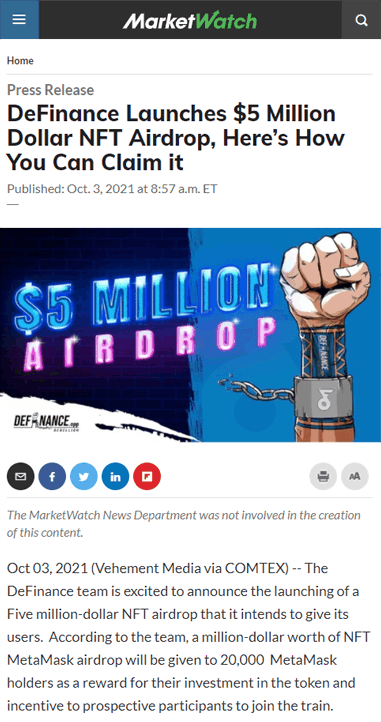 MarketWatch
Home
Press Release
DeFinance Launches $5 Million
Dollar NFT Airdrop, Here’s How
You Can Claim it
Published: Oct. 3, 2021 at 8:57 a.m. ET
$5 MILLION
AIRDROP
DEFINANCE
DEFINANCE.app
REBELLION
f
in
AA
The MarketWatch News Department was not involved in the creation
of this content.
Oct 03, 2021 (Vehement Media via COMTEX) -- The
DeFinance team is excited to announce the launching of a
Five million-dollar NFT airdrop that it intends to give its
users.  According to the team, a million-dollar worth of NFT
MetaMask airdrop will be given to 20,000  MetaMask
holders as a reward for their investment in the token and
incentive to prospective participants to join the train.